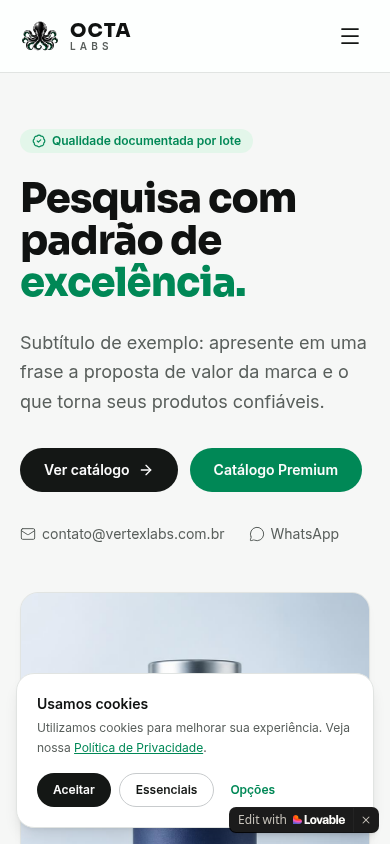 OCTA
LABS
Qualidade documentada por lote
Pesquisa com
padrão de
excelência.
Subtítulo de exemplo: apresente em uma
frase a proposta de valor da marca e o
que torna seus produtos confiáveis.
Ver catálogo
Catálogo Premium
contato@vertexlabs.com.br
WhatsApp
Usamos cookies
Utilizamos cookies para melhorar sua experiência. Veja
nossa Política de Privacidade.
Aceitar
Essenciais
Opções
Edit with Lovable